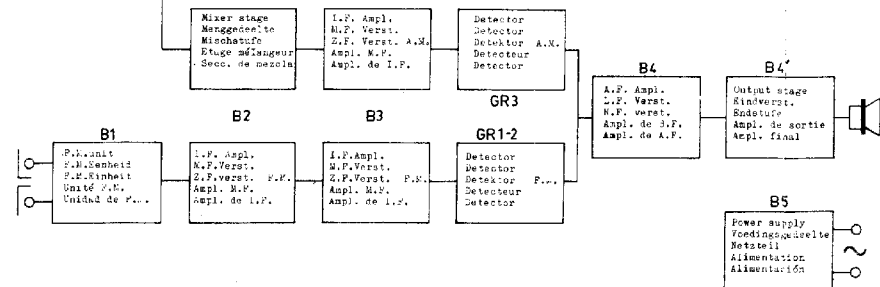 Mixer stage
Menggedeelte
Mischstufe
Etage mélangeur
Secc. de mezcla
I.F. Ampl.
M.F. Verst.
Z.F. Verst. A.M.
Ampl. M.F.
Ampl. de I.F.
Detector
Detector
Detektor A.M.
Detecteur
Detector
GR3
B1
F.M.unit
F.M.Eenheid
F.M.Einheit
Unité F.M.
Unidad de F.M.
B2
I.F. Ampl.
M.F.Verst.
Z.F.verst. F.M.
Ampl. M.F.
Ampl. de I.F.
B3
I.F.Ampl.
M.F.Verst.
Z.F.Verst. F.M.
Ampl. M.F.
Ampl. de I.F.
GR1-2
Detector
Detector
Detektor F.M.
Detecteur
Detector
B4
A.F. Ampl.
L.F. Verst.
N.F. verst.
Ampl. de B.F.
Ampl. de A.F.
B4'
Output stage
Eindverst.
Endstufe
Ampl. de sortie
Ampl. final
B5
Power supply
Voedingsgedeelte
Netzteil
Alimentation
Alimentación